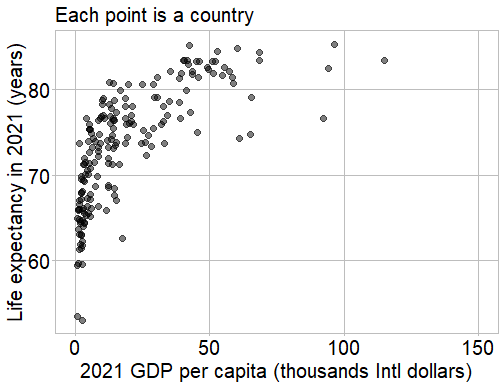 Each point is a country
Life expectancy in 2021 (years)
80
70
60
0 50 100 150
2021 GDP per capita (thousands Intl dollars)